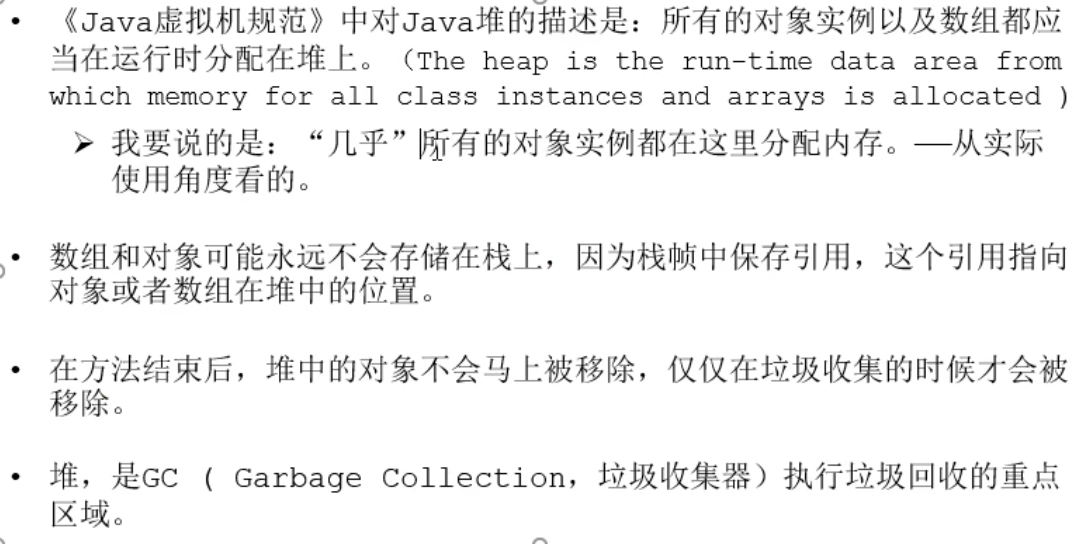 • 《Java虚拟机规范》中对Java堆的描述是：所有的对象实例以及数组都应
当在运行时分配在堆上。（The heap is the run-time data area from
which memory for all class instances and arrays is allocated ）
➢ 我要说的是：“几乎”所有的对象实例都在这里分配内存。——从实际
使用角度看的。
• 数组和对象可能永远不会存储在栈上，因为栈帧中保存引用，这个引用指向
对象或者数组在堆中的位置。
• 在方法结束后，堆中的对象不会马上被移除，仅仅在垃圾收集的时候才会被
移除。
• 堆，是GC ( Garbage Collection，垃圾收集器）执行垃圾回收的重点
区域。